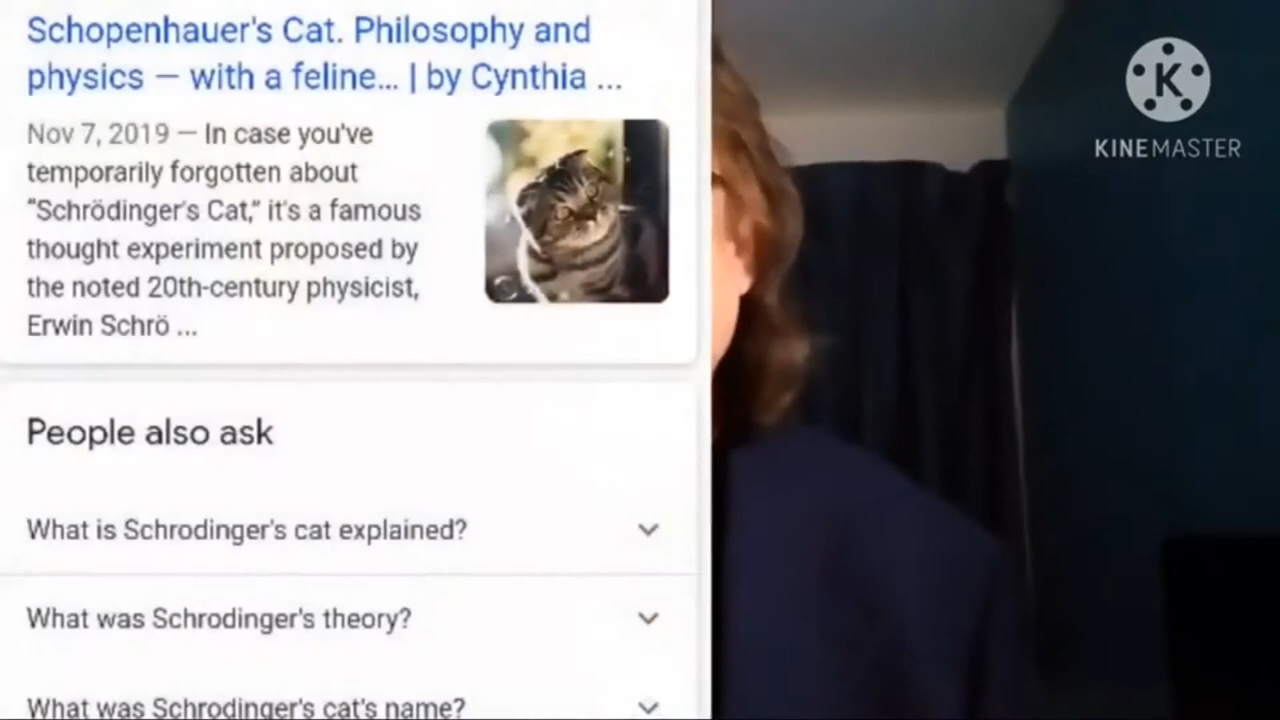 Schopenhauer's Cat. Philosophy and
physics — with a feline... | by Cynthia ...
Nov 7, 2019 — In case you've
temporarily forgotten about
“Schrödinger's Cat,” it's a famous
thought experiment proposed by
the noted 20th-century physicist,
Erwin Schrö ...
People also ask
What is Schrodinger's cat explained?
What was Schrodinger's theory?
What was Schrodinger's cat's name?
K
KINEMASTER